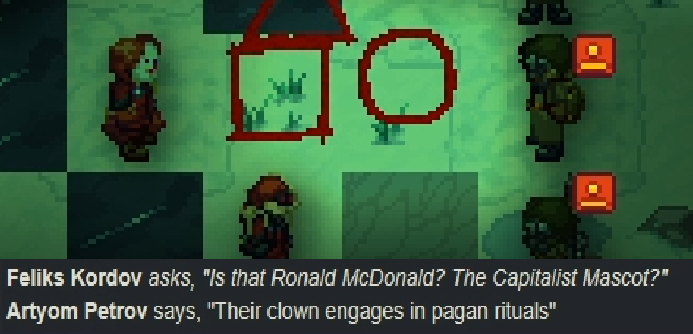 Feliks Kordov asks, "Is that Ronald McDonald? The Capitalist Mascot?"
Artyom Petrov says, "Their clown engages in pagan rituals"